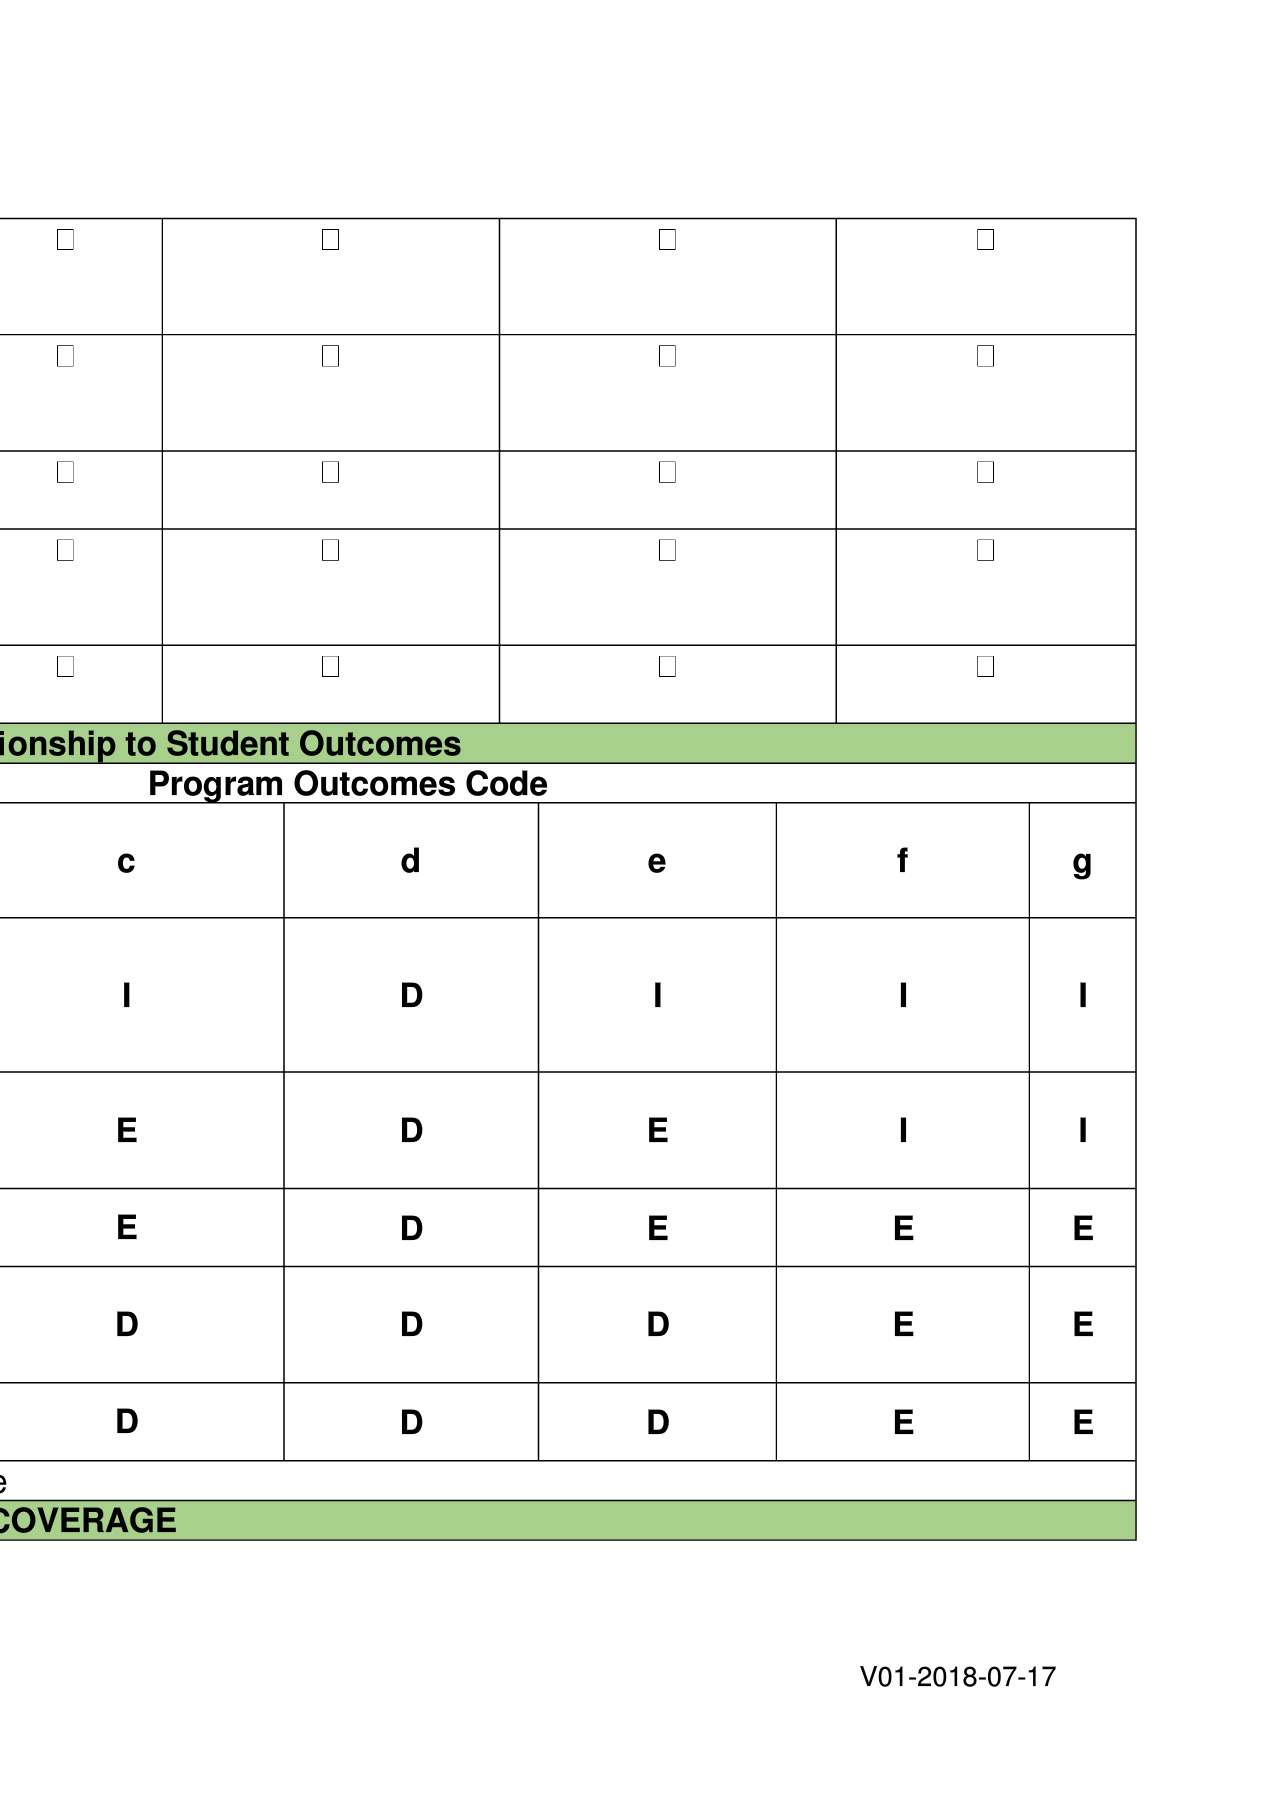 ☐ ☐ ☐ ☐
☐ ☐ ☐ ☐
☐ ☐ ☐ ☐
☐ ☐ ☐ ☐
☐ ☐ ☐ ☐
ionship to Student Outcomes
Program Outcomes Code
c d e f g
I D I I I
E D E I I
E D E E E
D D D E E
D D D E E
e
COVERAGE
V01-2018-07-17